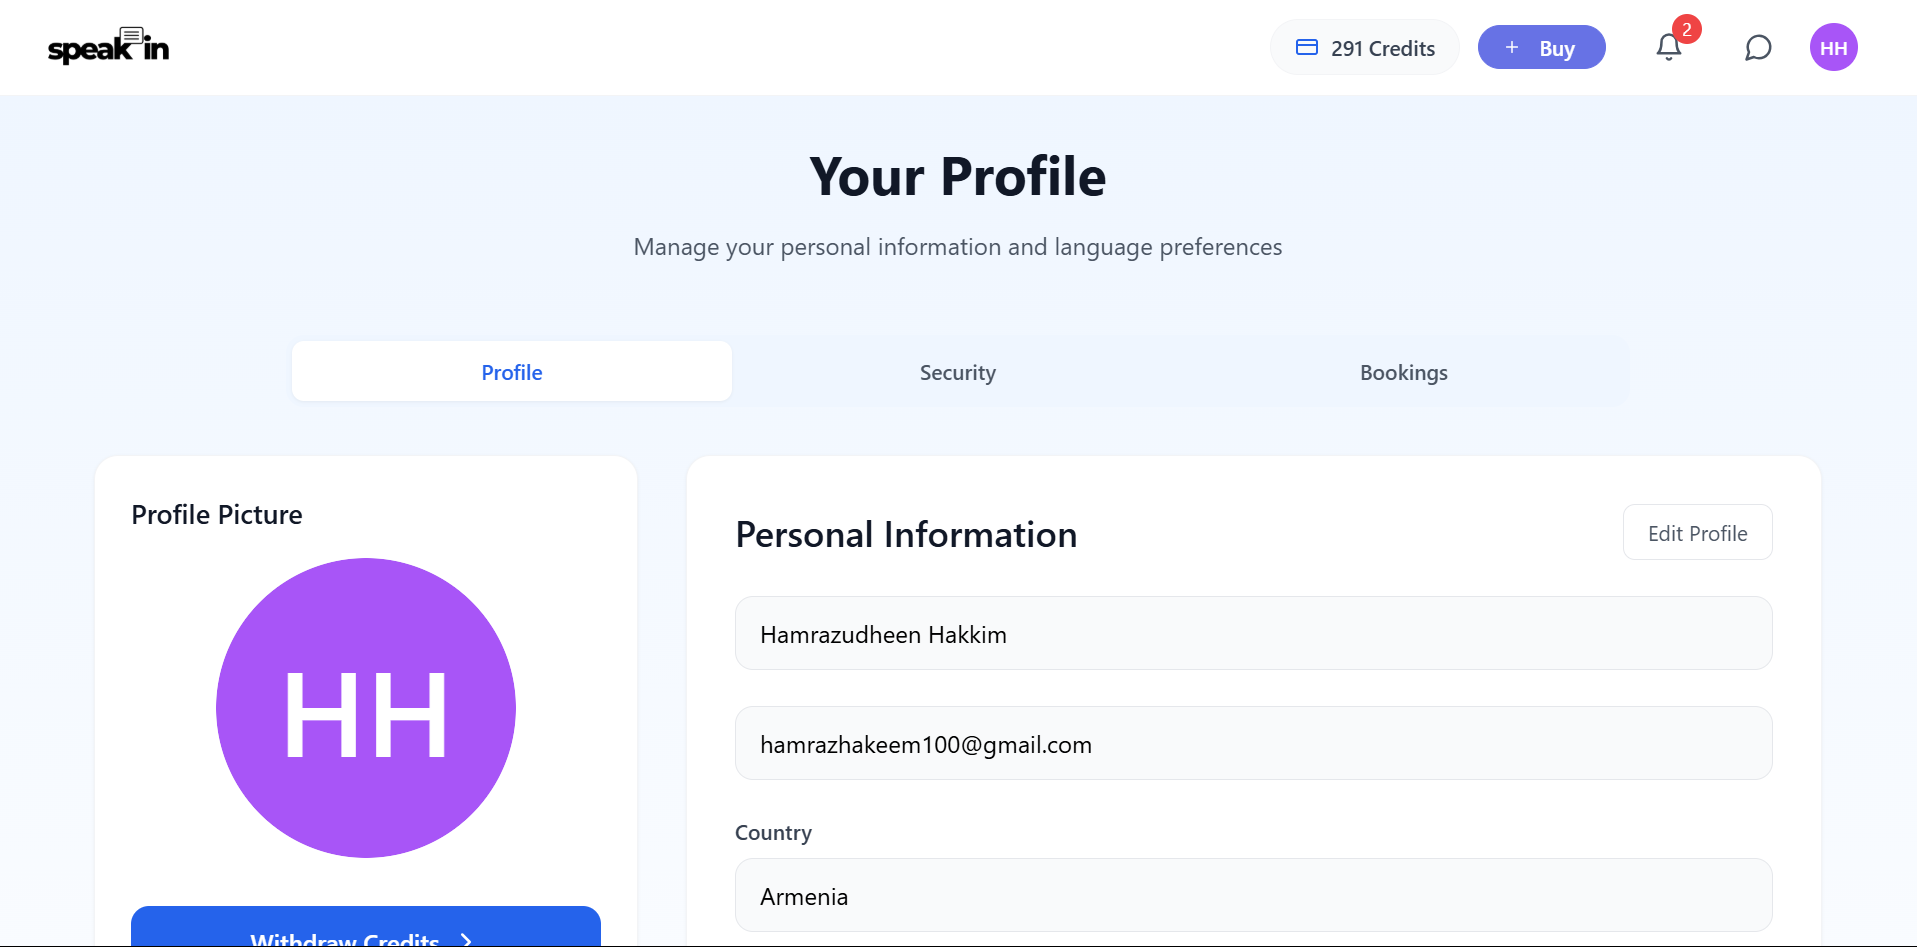 speak in
291 Credits
+ Buy
2
HH
Your Profile
Manage your personal information and language preferences
Profile
Security
Bookings
Profile Picture
HH
Withdraw Credits
Personal Information
Edit Profile
Hamrazudheen Hakkim
hamrazhakeem100@gmail.com
Country
Armenia